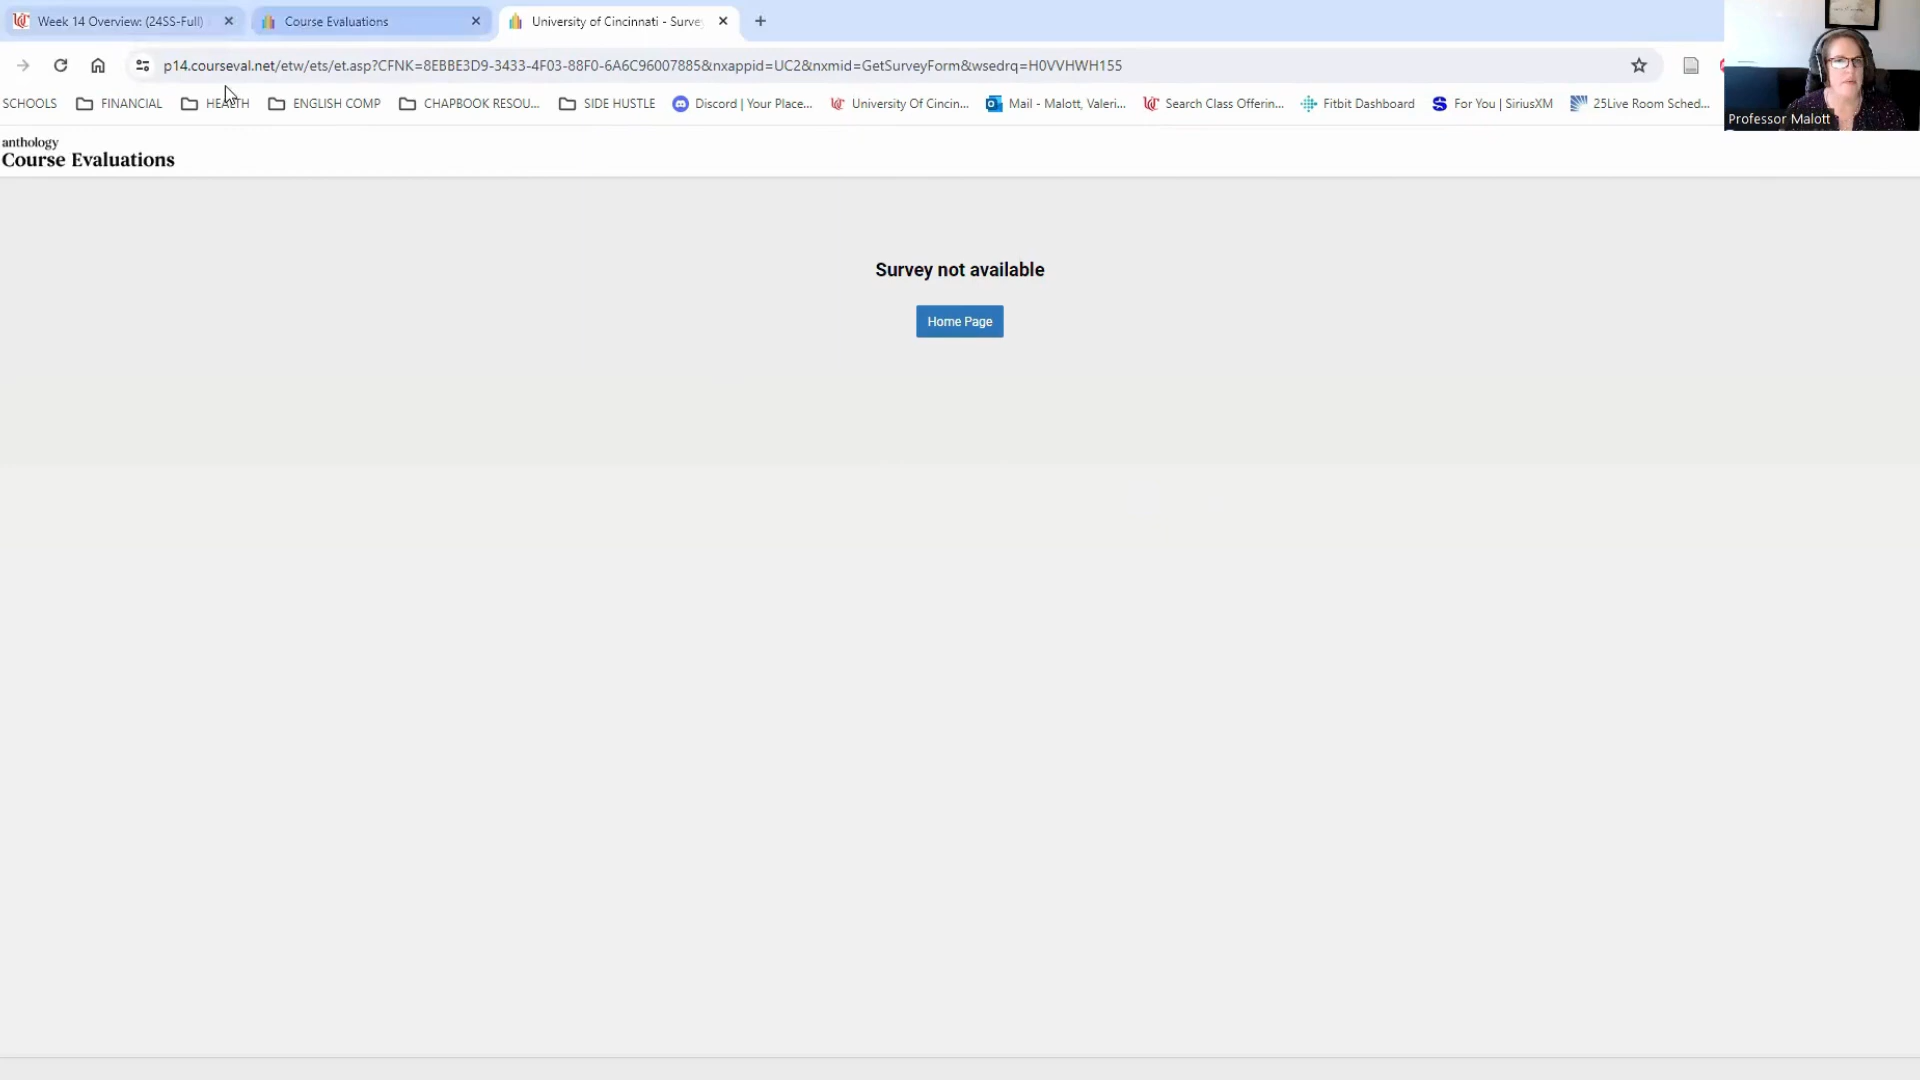 Week 14 Overview: (24SS-Full)
Course Evaluations
University of Cincinnati - Surve
p14.courseval.net/etw/ets/et.asp?CFNK=8EBBE3D9-3433-4F03-88F0-6A6C96007885&nxappid=UC2&nxmid=GetSurveyForm&wsedrq=H0VVHWH155
SCHOOLS FINANCIAL HEALTH ENGLISH COMP CHAPBOOK RESOU... SIDE HUSTLE Discord | Your Place... University Of Cincin... Mail - Malott, Valeri... Search Class Offerin... Fitbit Dashboard For You | SiriusXM 25Live Room Sched...
Professor Malott
anthology
Course Evaluations
Survey not available
Home Page